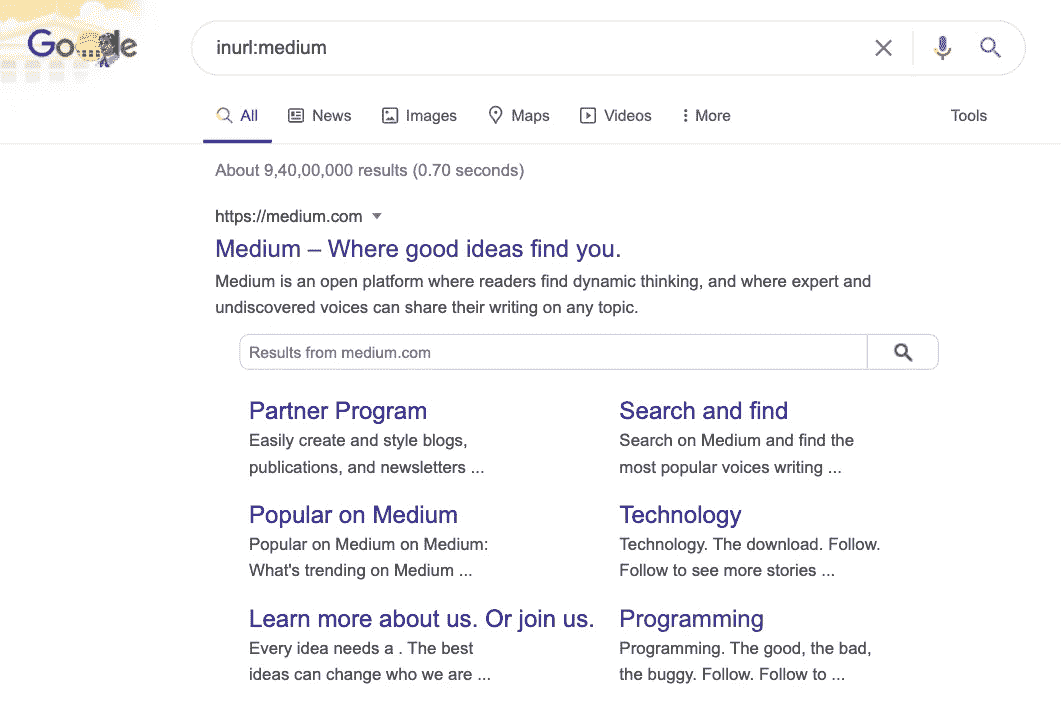 Google
inurl:medium
All News Images Maps Videos More Tools
About 9,40,00,000 results (0.70 seconds)
https://medium.com
Medium – Where good ideas find you.
Medium is an open platform where readers find dynamic thinking, and where expert and
undiscovered voices can share their writing on any topic.
Results from medium.com
Partner Program
Easily create and style blogs,
publications, and newsletters ...
Search and find
Search on Medium and find the
most popular voices writing ...
Popular on Medium
Popular on Medium on Medium:
What's trending on Medium ...
Technology
Technology. The download. Follow.
Follow to see more stories ...
Learn more about us. Or join us.
Every idea needs a . The best
ideas can change who we are ...
Programming
Programming. The good, the bad,
the buggy. Follow. Follow to ...